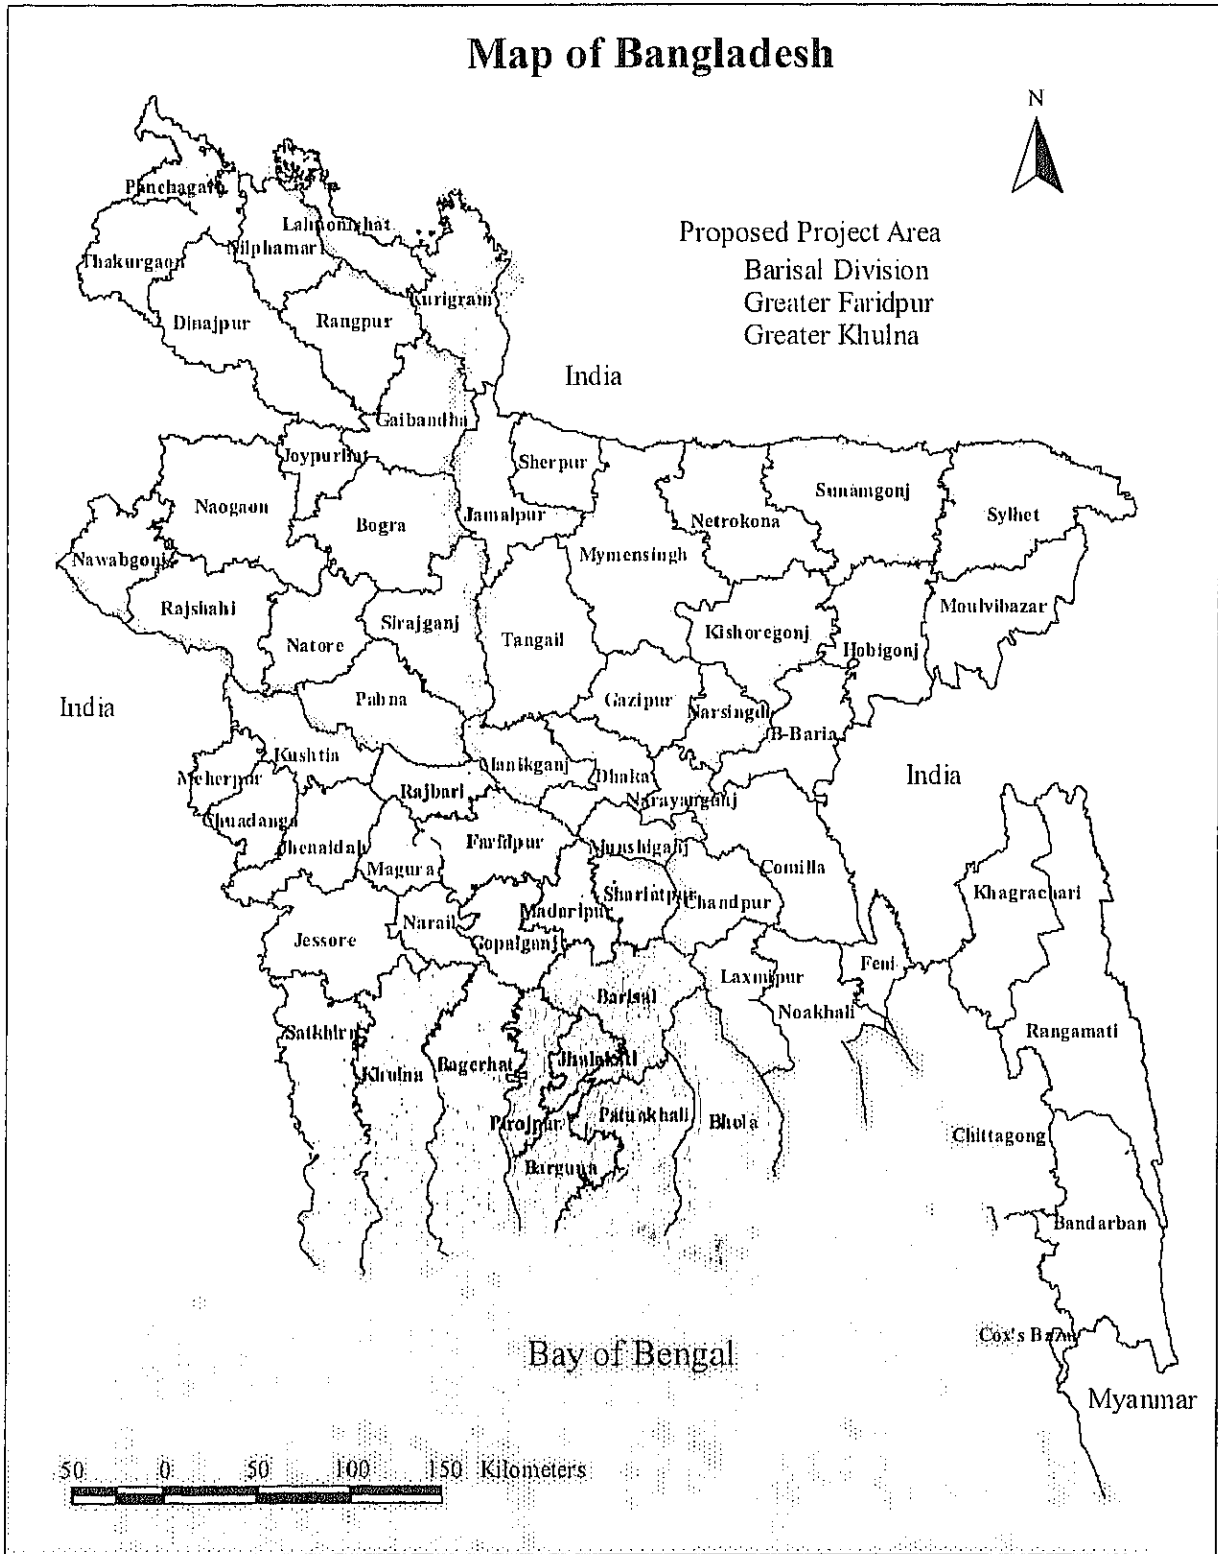 Map of Bangladesh
N
Panchagarh
Lalmonirhat
Nilphamari
Thakurgaon
Kurigram
Dinajpur
Rangpur
Proposed Project Area
Barisal Division
Greater Faridpur
Greater Khulna
India
Gaibandha
Joypurhat
Sherpur
Sunamgonj
Naogaon
Bogra
Jamalpur
Netrokona
Sylhet
Nawabgonj
Mymensingh
Rajshahi
Sirajganj
Tangail
Kishoregonj
Moulvibazar
Natore
Hobigonj
India
Pabna
Gazipur
Narsingdi
B-Baria
Kushtia
Meherpur
Manikganj
Dhaka
India
Rajbari
Narayanganj
Chuadanga
Jhenaidah
Faridpur
Munshiganj
Magura
Comilla
Shariatpur
Chandpur
Khagrachari
Madaripur
Narail
Jessore
Gopalganj
Feni
Laxmipur
Barisal
Noakhali
Satkhira
Rangamati
Bagerhat
Jhalakati
Khulna
Pirojpur
Patuakhali
Bhola
Chittagong
Barguna
Bandarban
Cox's Bazar
Bay of Bengal
Myanmar
50 0 50 100 150 Kilometers